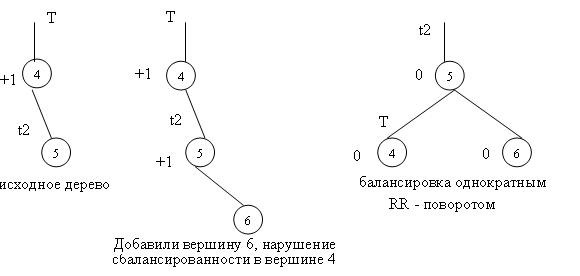 T
+1
4
t2
5
исходное дерево
T
+1
4
t2
+1
5
6
Добавили вершину 6, нарушение
сбалансированности в вершине 4
t2
0
5
T
0
4
0
6
балансировка однократным
RR - поворотом